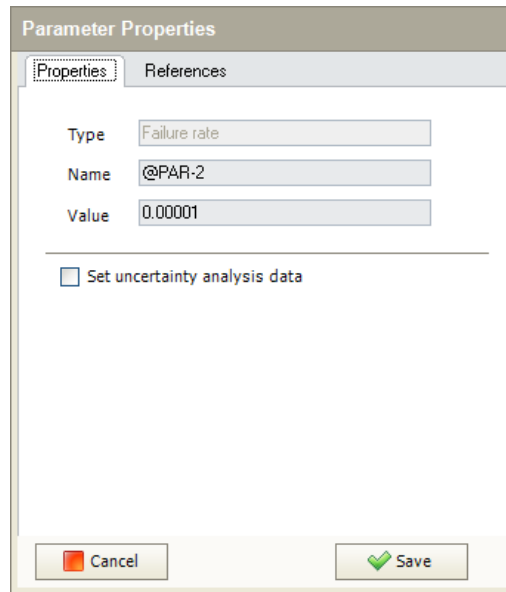 Parameter Properties
Properties References
Type Failure rate
Name @PAR-2
Value 0.00001
Set uncertainty analysis data
Cancel Save